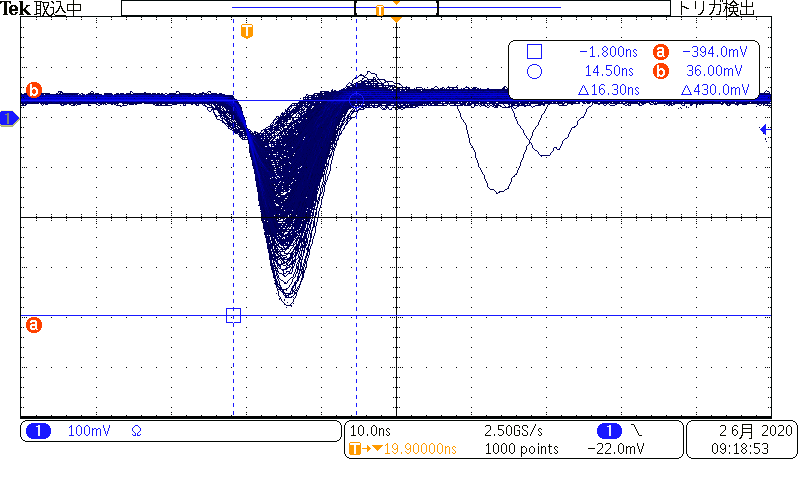 Tek 取込中
トリガ検出
T
T
−1.800ns a −394.0mV
14.50ns b 36.00mV
△16.30ns △430.0mV
b
1
a
1 100mV Ω
10.0ns 2.50GS/s 1
T→▼19.90000ns 1000 points −22.0mV
2 6月 2020
09:18:53